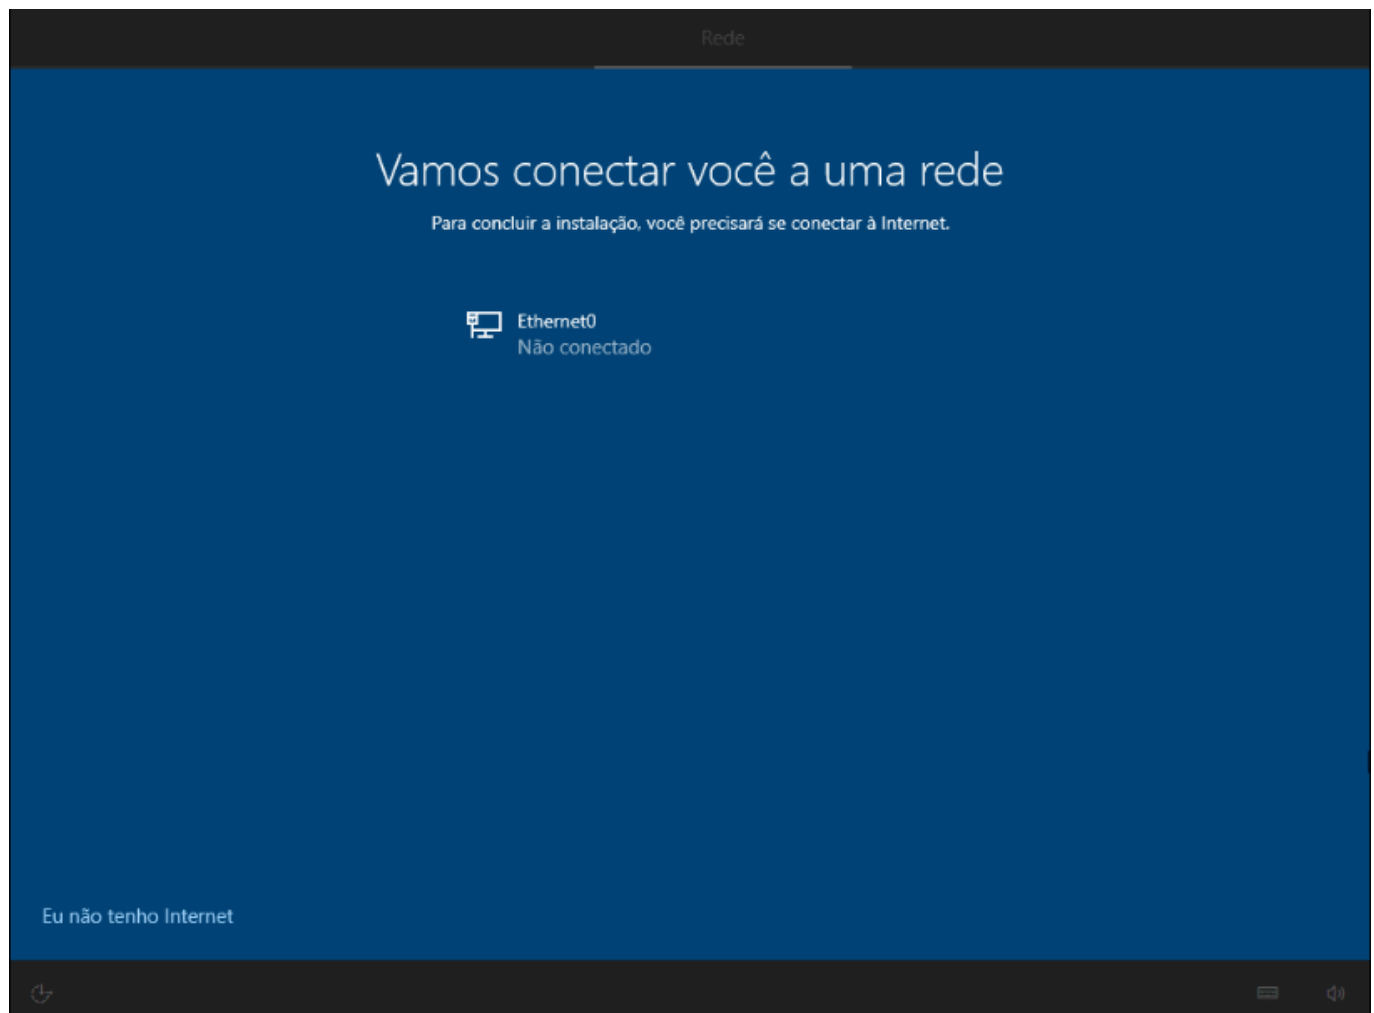 Rede
Vamos conectar você a uma rede
Para concluir a instalação, você precisará se conectar à Internet.
Ethernet0
Não conectado
Eu não tenho Internet